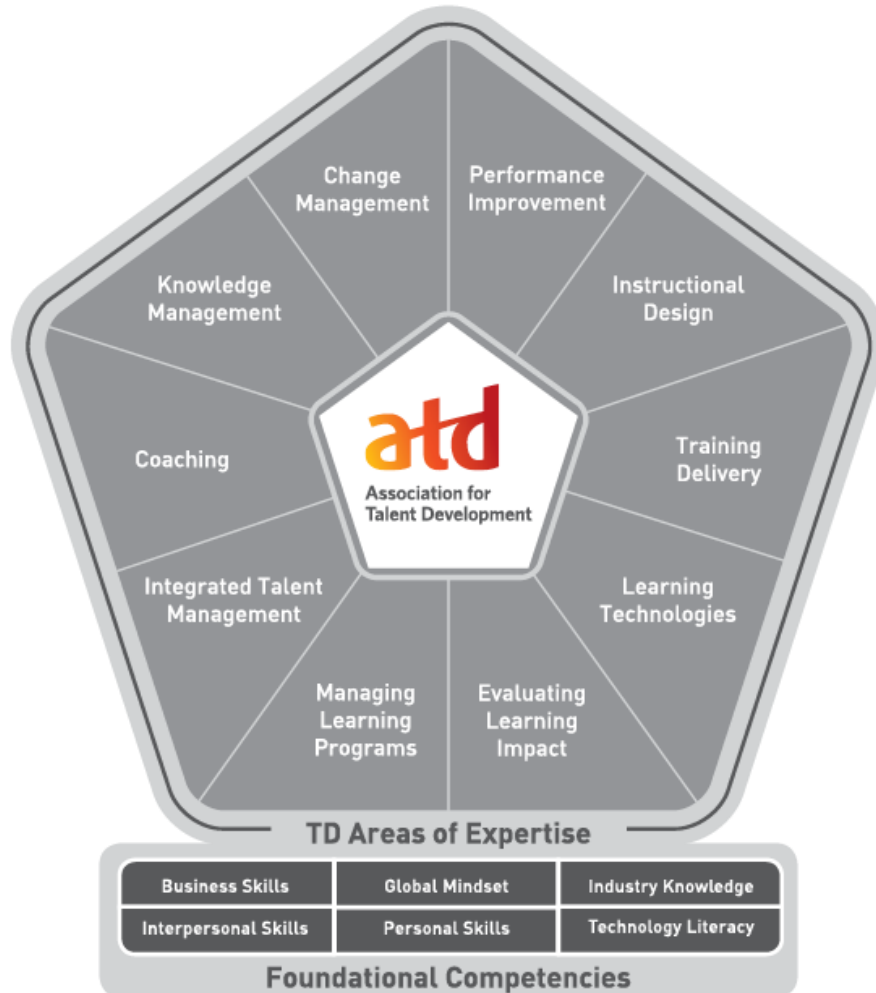 Change
Management
Performance
Improvement
Knowledge
Management
Instructional
Design
Coaching
atd
Association for
Talent Development
Training
Delivery
Integrated Talent
Management
Learning
Technologies
Managing
Learning
Programs
Evaluating
Learning
Impact
TD Areas of Expertise
Business Skills
Global Mindset
Industry Knowledge
Interpersonal Skills
Personal Skills
Technology Literacy
Foundational Competencies